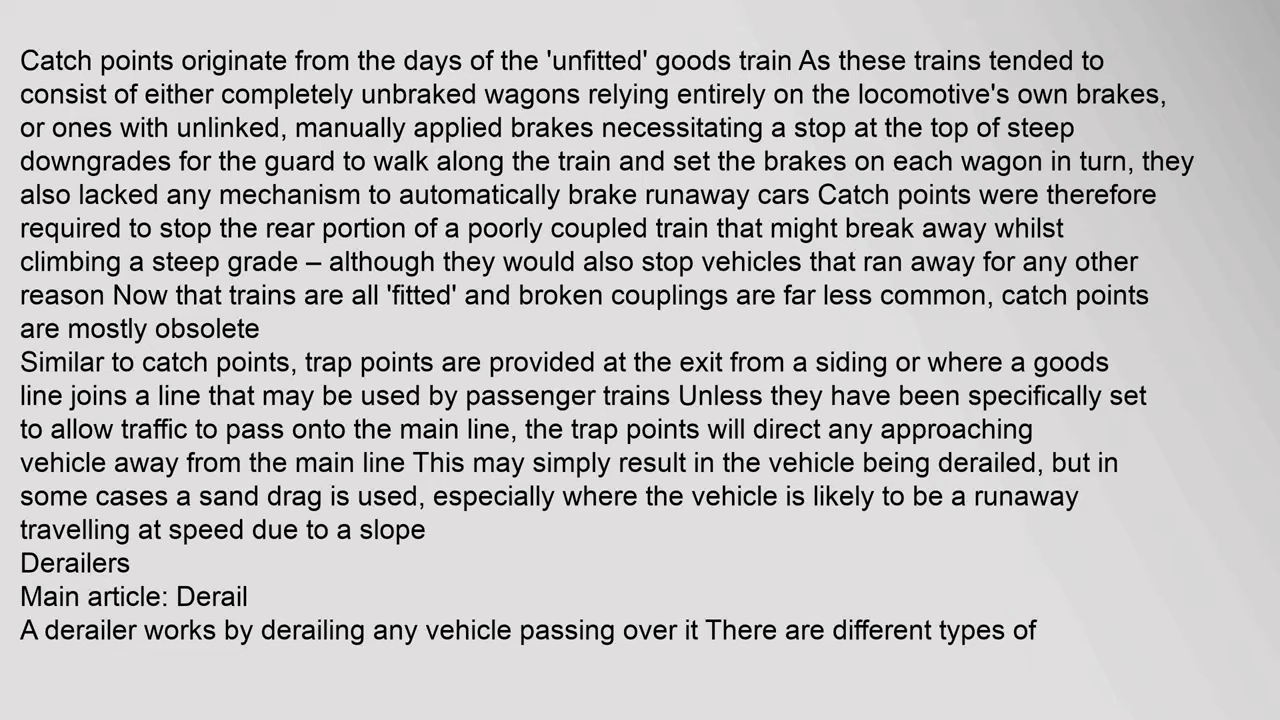 Catch points originate from the days of the 'unfitted' goods train As these trains tended to
consist of either completely unbraked wagons relying entirely on the locomotive's own brakes,
or ones with unlinked, manually applied brakes necessitating a stop at the top of steep
downgrades for the guard to walk along the train and set the brakes on each wagon in turn, they
also lacked any mechanism to automatically brake runaway cars Catch points were therefore
required to stop the rear portion of a poorly coupled train that might break away whilst
climbing a steep grade – although they would also stop vehicles that ran away for any other
reason Now that trains are all 'fitted' and broken couplings are far less common, catch points
are mostly obsolete
Similar to catch points, trap points are provided at the exit from a siding or where a goods
line joins a line that may be used by passenger trains Unless they have been specifically set
to allow traffic to pass onto the main line, the trap points will direct any approaching
vehicle away from the main line This may simply result in the vehicle being derailed, but in
some cases a sand drag is used, especially where the vehicle is likely to be a runaway
travelling at speed due to a slope
Derailers
Main article: Derail
A derailer works by derailing any vehicle passing over it There are different types of